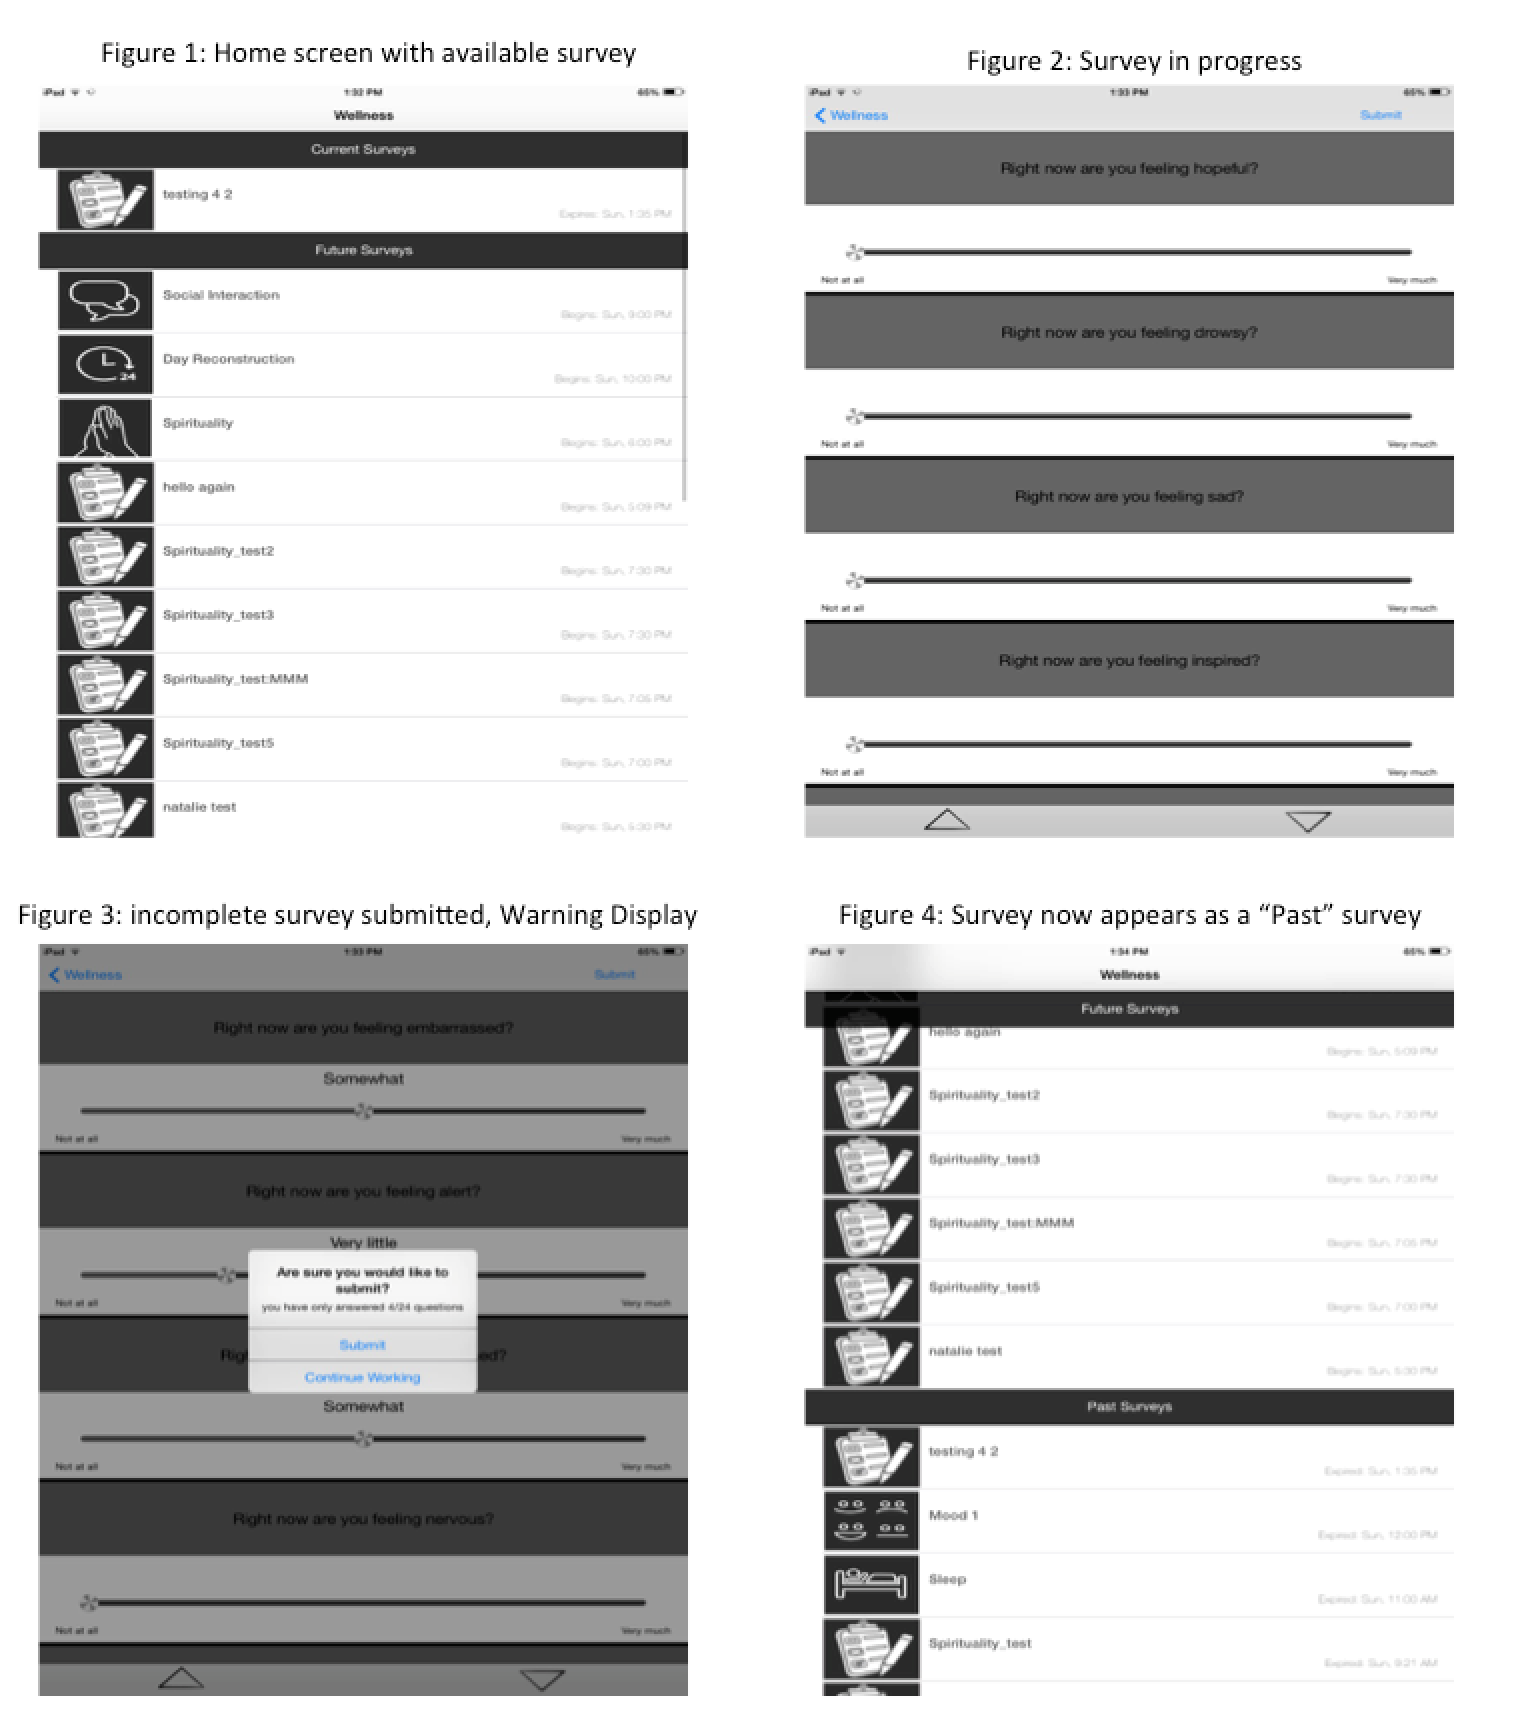 Figure 1: Home screen with available survey
iPad 1:32 PM 65%
Wellness
Current Surveys
testing 4 2
Expires: Sun, 1:35 PM
Future Surveys
Social Interaction
Begins: Sun, 9:00 PM
Day Reconstruction
24
Begins: Sun, 10:00 PM
Spirituality
Begins: Sun, 6:00 PM
hello again
Begins: Sun, 5:09 PM
Spirituality_test2
Begins: Sun, 7:30 PM
Spirituality_test3
Begins: Sun, 7:30 PM
Spirituality_test:MMM
Begins: Sun, 7:05 PM
Spirituality_test5
Begins: Sun, 7:00 PM
natalie test
Begins: Sun, 5:30 PM
Figure 2: Survey in progress
iPad 1:33 PM 65%
Wellness Submit
Right now are you feeling hopeful?
Not at all Very much
Right now are you feeling drowsy?
Not at all Very much
Right now are you feeling sad?
Not at all Very much
Right now are you feeling inspired?
Not at all Very much
Figure 3: incomplete survey submitted, Warning Display
iPad 1:33 PM 65%
Wellness Submit
Right now are you feeling embarrassed?
Somewhat
Not at all Very much
Right now are you feeling alert?
Very little
Not at all Very much
Are sure you would like to
submit?
you have only answered 4/24 questions
Submit
Continue Working
Righ ed?
Somewhat
Not at all Very much
Right now are you feeling nervous?
Not at all Very much
Figure 4: Survey now appears as a “Past” survey
iPad 1:34 PM 65%
Wellness
Future Surveys
hello again
Begins: Sun, 5:09 PM
Spirituality_test2
Begins: Sun, 7:30 PM
Spirituality_test3
Begins: Sun, 7:30 PM
Spirituality_test:MMM
Begins: Sun, 7:05 PM
Spirituality_test5
Begins: Sun, 7:00 PM
natalie test
Begins: Sun, 5:30 PM
Past Surveys
testing 4 2
Expired: Sun, 1:35 PM
Mood 1
Expired: Sun, 12:00 PM
Sleep
Expired: Sun, 11:00 AM
Spirituality_test
Expired: Sun, 9:21 AM